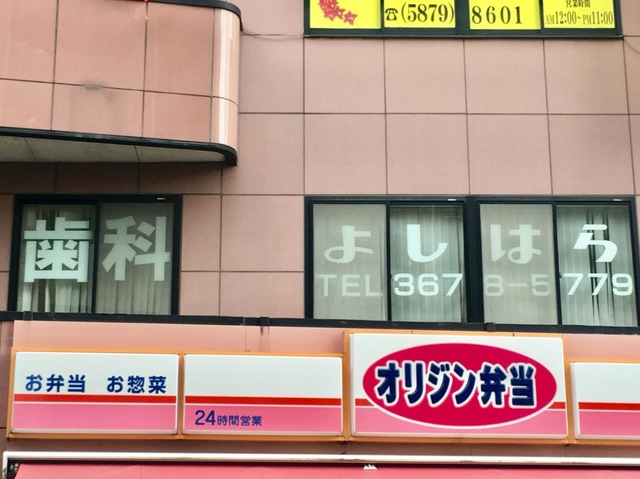 営業時間
☎(5879)8601
AM12:00~PM11:00
歯科
よしはら
TEL 3678-5779
お弁当 お惣菜
24時間営業
オリジン弁当